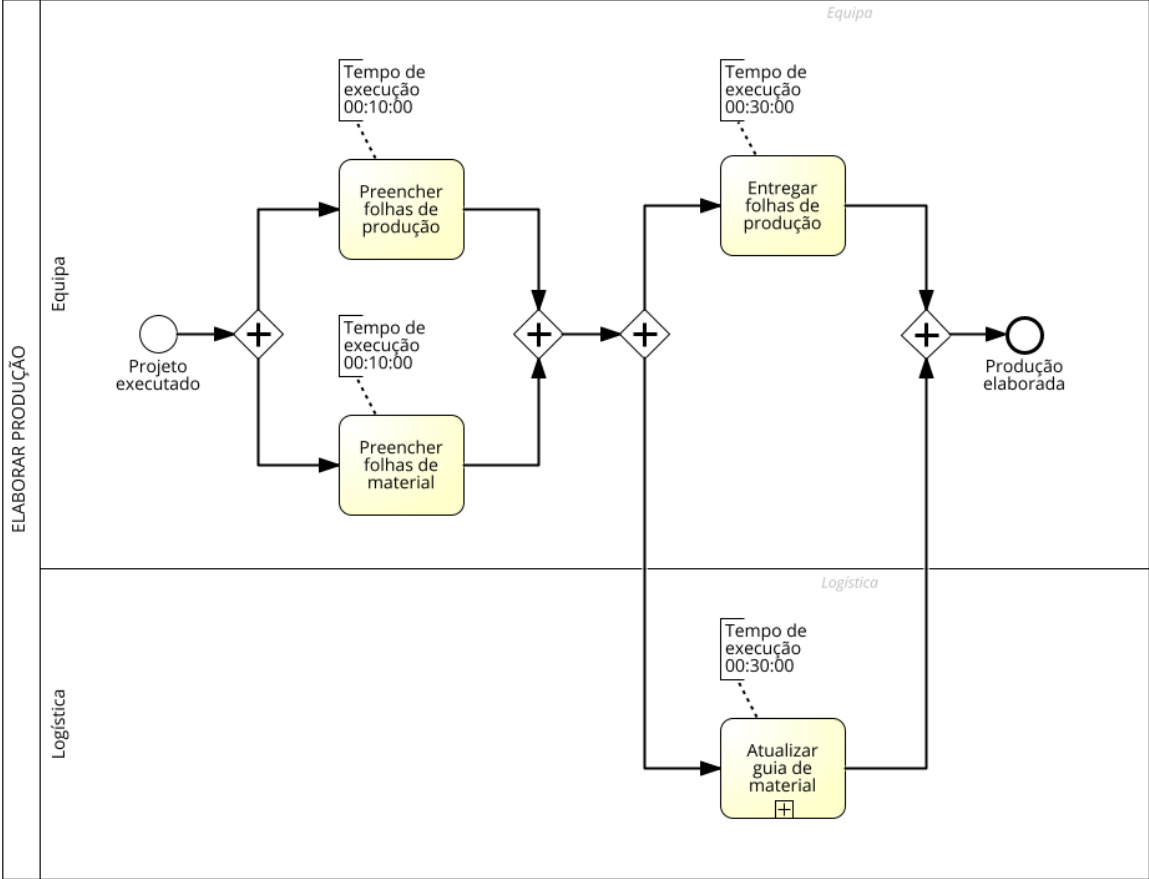 ELABORAR PRODUÇÃO
Equipa
Equipa
Tempo de
execução
00:10:00
Preencher
folhas de
produção
Tempo de
execução
00:30:00
Entregar
folhas de
produção
Projeto
executado
Tempo de
execução
00:10:00
Preencher
folhas de
material
Produção
elaborada
Logística
Logística
Tempo de
execução
00:30:00
Atualizar
guia de
material